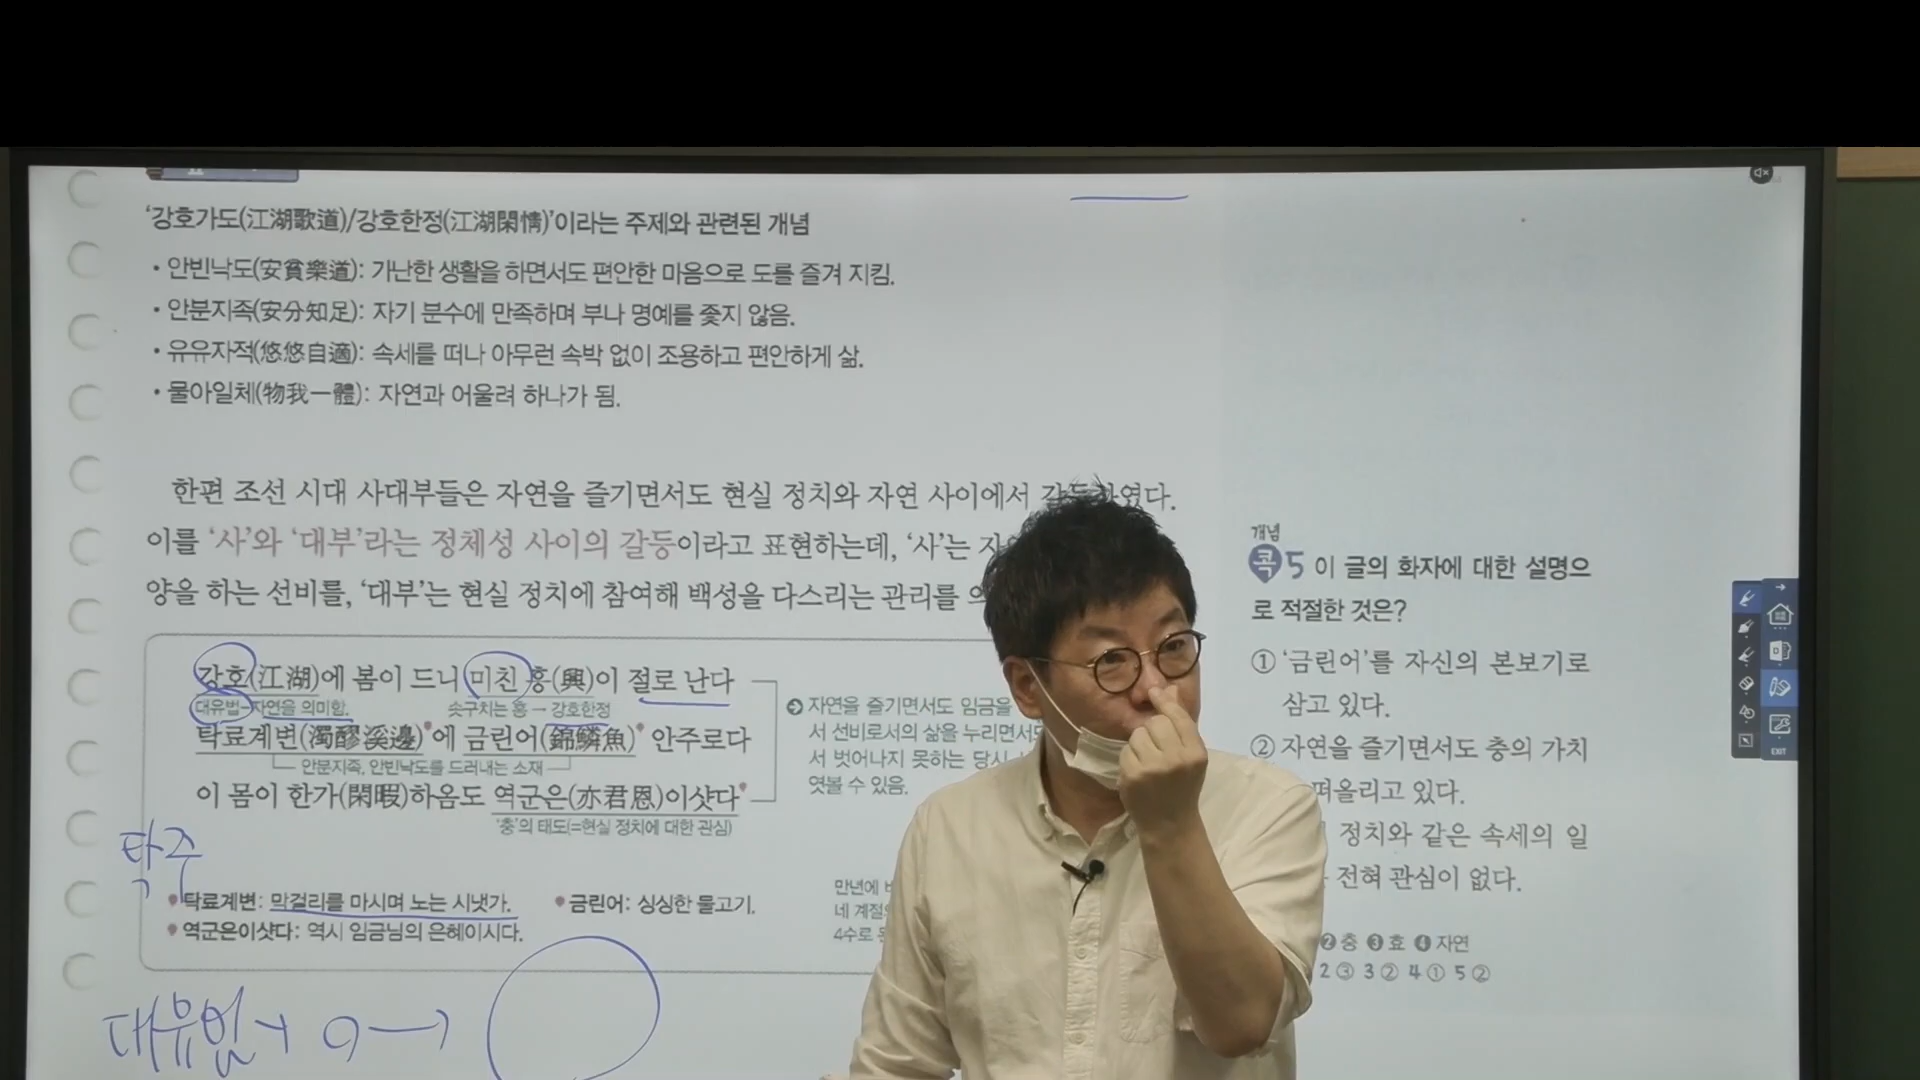 '강호가도(江湖歌道)/강호한정(江湖閑情)'이라는 주제와 관련된 개념
• 안빈낙도(安貧樂道): 가난한 생활을 하면서도 편안한 마음으로 도를 즐겨 지킴.
• 안분지족(安分知足): 자기 분수에 만족하며 부나 명예를 좇지 않음.
• 유유자적(悠悠自適): 속세를 떠나 아무런 속박 없이 조용하고 편안하게 삶.
• 물아일체(物我一體): 자연과 어울려 하나가 됨.
한편 조선 시대 사대부들은 자연을 즐기면서도 현실 정치와 자연 사이에서 갈등하였다.
이를 '사'와 '대부'라는 정체성 사이의 갈등이라고 표현하는데, '사'는
양을 하는 선비를, '대부'는 현실 정치에 참여해 백성을 다스리는 관리를
강호(江湖)에 봄이 드니 미친 흥(興)이 절로 난다
대유법-자연을 의미함. 솟구치는 흥 → 강호한정
탁료계변(濁醪溪邊)에 금린어(錦鱗魚) 안주로다
안분지족, 안빈낙도를 드러내는 소재
이 몸이 한가(閑暇)하옴도 역군은(亦君恩)이샷다
'충'의 태도(=현실 정치에 대한 관심)
자연을 즐기면서도 임금을
서 선비로서의 삶을 누리면서도
서 벗어나지 못하는 당시
엿볼 수 있음.
탁주
탁료계변: 막걸리를 마시며 노는 시냇가. 금린어: 싱싱한 물고기.
역군은이샷다: 역시 임금님의 은혜이시다.
만년에
네 계절
4수로
대유법
개념
콕 5 이 글의 화자에 대한 설명으
로 적절한 것은?
① '금린어'를 자신의 본보기로
삼고 있다.
② 자연을 즐기면서도 충의 가치
떠올리고 있다.
정치와 같은 속세의 일
전혀 관심이 없다.
❷ 충 ❸ 효 ❹ 자연
2 ③ 3 ② 4 ① 5 ②
EXIT